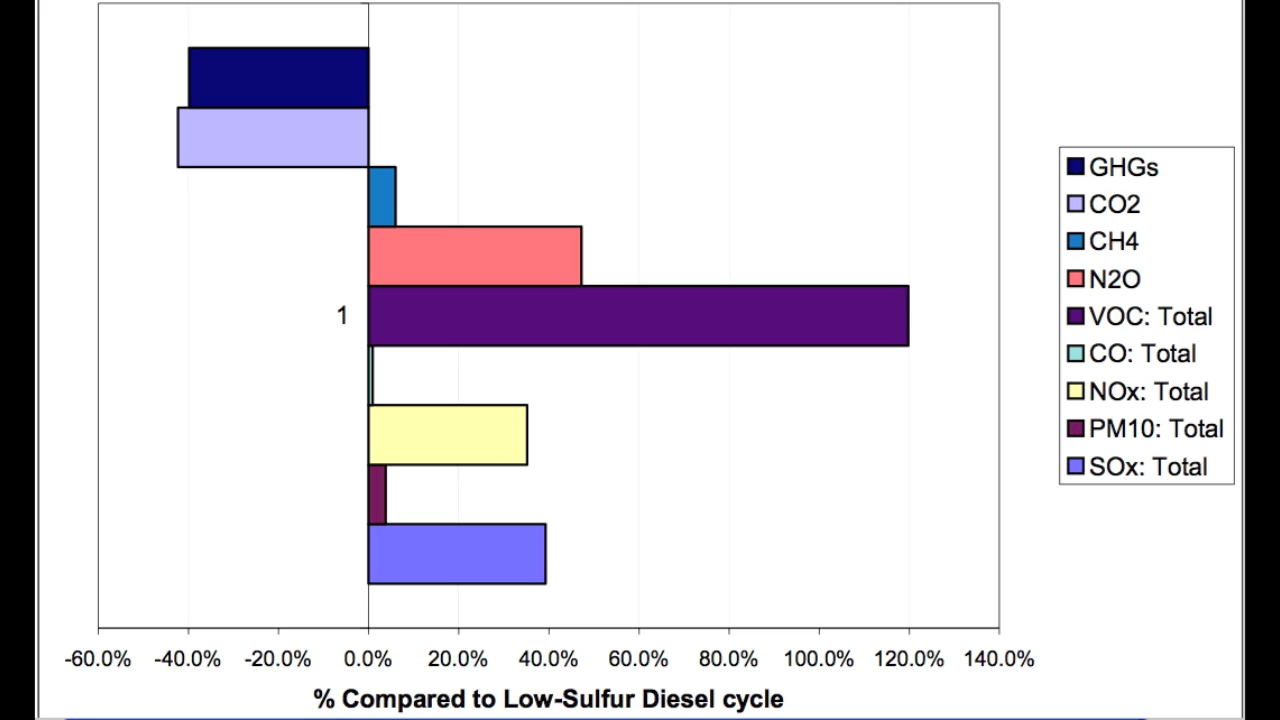 GHGs
CO2
CH4
N2O
1
VOC: Total
CO: Total
NOx: Total
PM10: Total
SOx: Total
-60.0% -40.0% -20.0% 0.0% 20.0% 40.0% 60.0% 80.0% 100.0% 120.0% 140.0%
% Compared to Low-Sulfur Diesel cycle